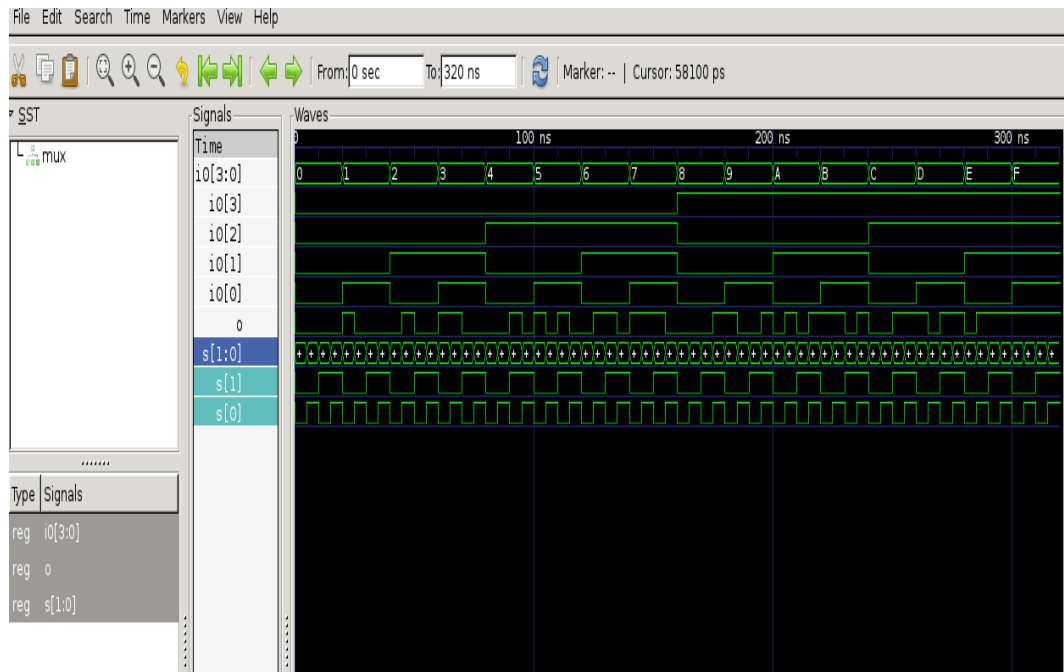 File Edit Search Time Markers View Help
From: 0 sec To: 320 ns Marker: -- | Cursor: 58100 ps
SST
mux
Signals
Time
i0[3:0]
i0[3]
i0[2]
i0[1]
i0[0]
o
s[1:0]
s[1]
s[0]
Waves
0 100 ns 200 ns 300 ns
0 1 2 3 4 5 6 7 8 9 A B C D E F
+ + + + + + + + + + + + + + + + + + + + + + + + + + + + + + + + + + + + + + + + + + + + + + + + + + + + + + + + + + + + + + + +
Type Signals
reg i0[3:0]
reg o
reg s[1:0]